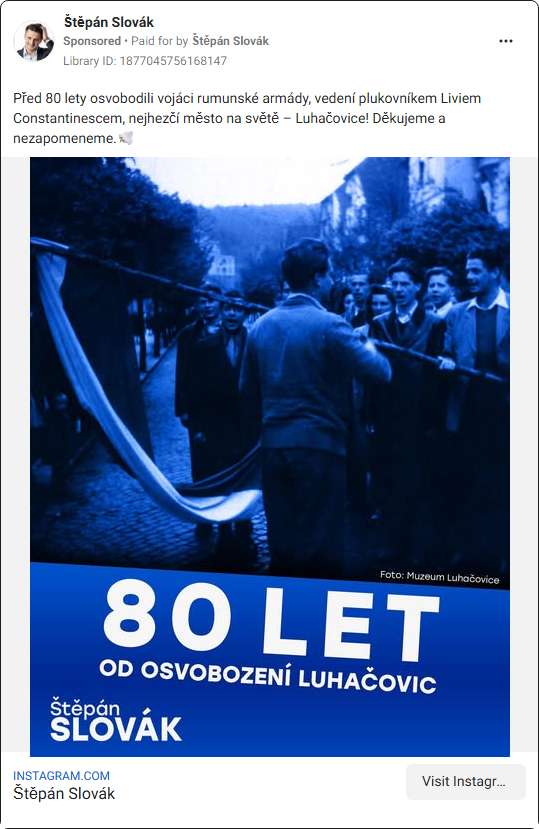 Štěpán Slovák
Sponsored • Paid for by Štěpán Slovák
Library ID: 1877045756168147
Před 80 lety osvobodili vojáci rumunské armády, vedení plukovníkem Liviem
Constantinescem, nejhezčí město na světě – Luhačovice! Děkujeme a
nezapomeneme.🕊️
Foto: Muzeum Luhačovice
80 LET
OD OSVOBOZENÍ LUHAČOVIC
Štěpán
SLOVÁK
INSTAGRAM.COM
Štěpán Slovák
Visit Instagr...